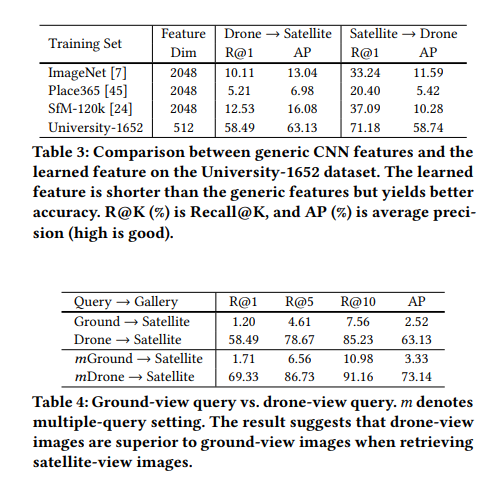 Training Set Feature Dim Drone → Satellite Satellite → Drone
R@1 AP R@1 AP
ImageNet [7] 2048 10.11 13.04 33.24 11.59
Place365 [45] 2048 5.21 6.98 20.40 5.42
SfM-120k [24] 2048 12.53 16.08 37.09 10.28
University-1652 512 58.49 63.13 71.18 58.74
Table 3: Comparison between generic CNN features and the
learned feature on the University-1652 dataset. The learned
feature is shorter than the generic features but yields better
accuracy. R@K (%) is Recall@K, and AP (%) is average preci-
sion (high is good).
Query → Gallery R@1 R@5 R@10 AP
Ground → Satellite 1.20 4.61 7.56 2.52
Drone → Satellite 58.49 78.67 85.23 63.13
mGround → Satellite 1.71 6.56 10.98 3.33
mDrone → Satellite 69.33 86.73 91.16 73.14
Table 4: Ground-view query vs. drone-view query. m denotes
multiple-query setting. The result suggests that drone-view
images are superior to ground-view images when retrieving
satellite-view images.